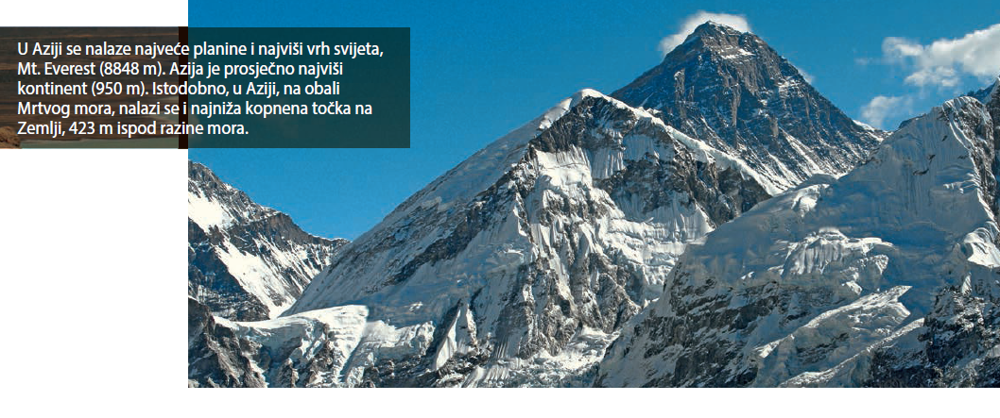 U Aziji se nalaze najveće planine i najviši vrh svijeta,
Mt. Everest (8848 m). Azija je prosječno najviši
kontinent (950 m). Istodobno, u Aziji, na obali
Mrtvog mora, nalazi se i najniža kopnena točka na
Zemlji, 423 m ispod razine mora.